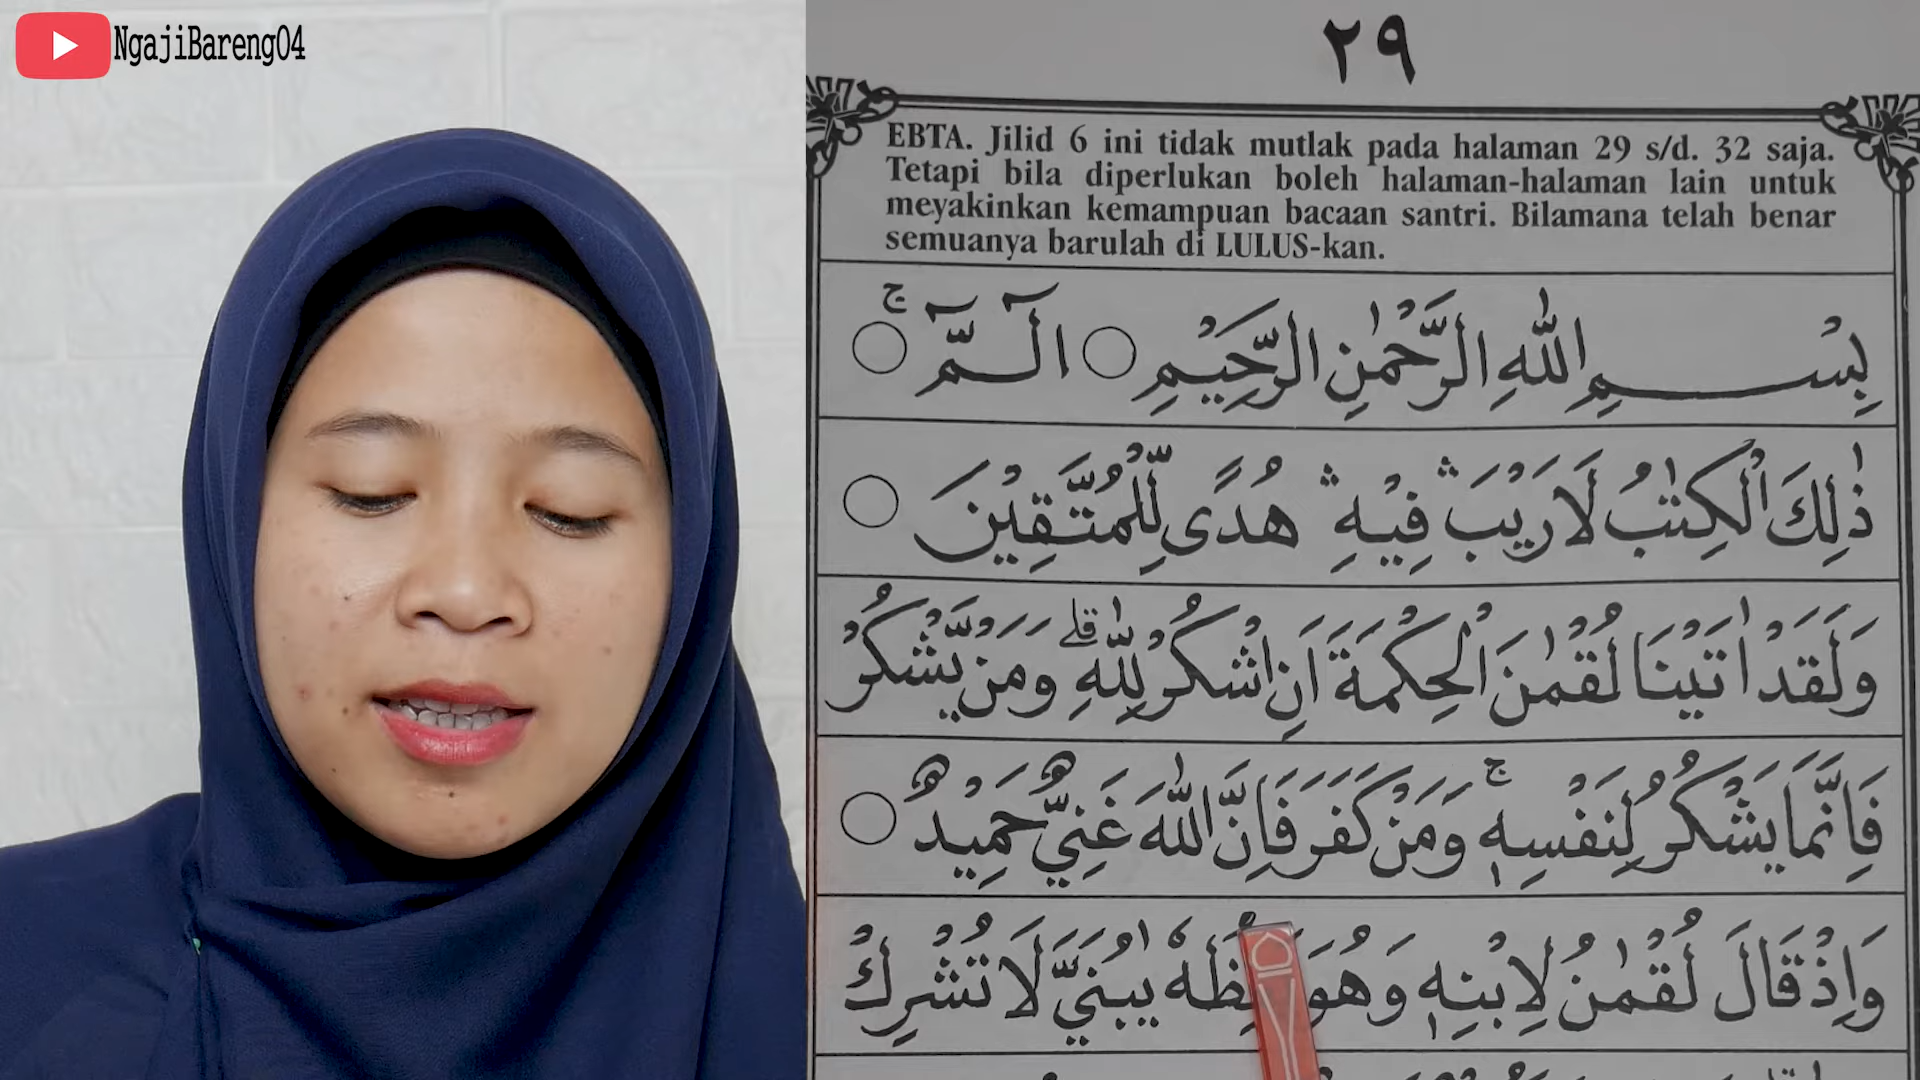 NgajiBareng04
٢٩
EBTA. Jilid 6 ini tidak mutlak pada halaman 29 s/d. 32 saja.
Tetapi bila diperlukan boleh halaman-halaman lain untuk
meyakinkan kemampuan bacaan santri. Bilamana telah benar
semuanya barulah di LULUS-kan.
بِسْمِ اللّٰهِ الرَّحْمٰنِ الرَّحِيْمِ ○ الٓـمّٓ ۚ ○
ذٰلِكَ الْكِتٰبُ لَارَيْبَ ۛ فِيْهِ ۛ هُدًى لِّلْمُتَّقِيْنَ ○
وَلَقَدْ اٰتَيْنَا لُقْمٰنَ الْحِكْمَةَ اَنِ اشْكُرْ لِلّٰهِ ۗ وَمَنْ يَّشْكُرْ
فَاِنَّمَا يَشْكُرُ لِنَفْسِهٖ ۚ وَمَنْ كَفَرَ فَاِنَّ اللّٰهَ غَنِيٌّ حَمِيْدٌ ○
وَاِذْ قَالَ لُقْمٰنُ لِابْنِهٖ وَهُوَ يٰبُنَيَّ لَا تُشْرِكْ